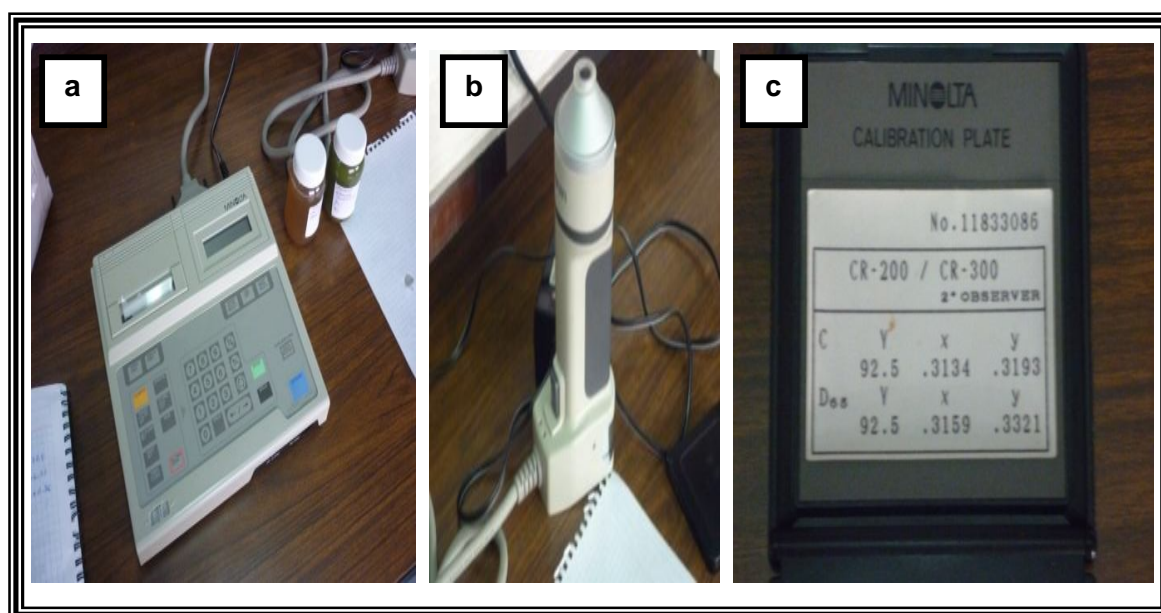 a
MINOLTA
b
c
MINOLTA
CALIBRATION PLATE
No.11833086
CR-200 / CR-300
2° OBSERVER
C Y x y
92.5 .3134 .3193
D₆₅ Y x y
92.5 .3159 .3321